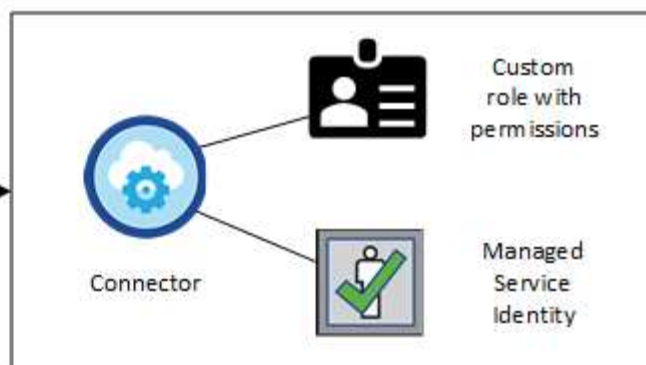 Custom
role with
permissions
Connector
Managed
Service
Identity